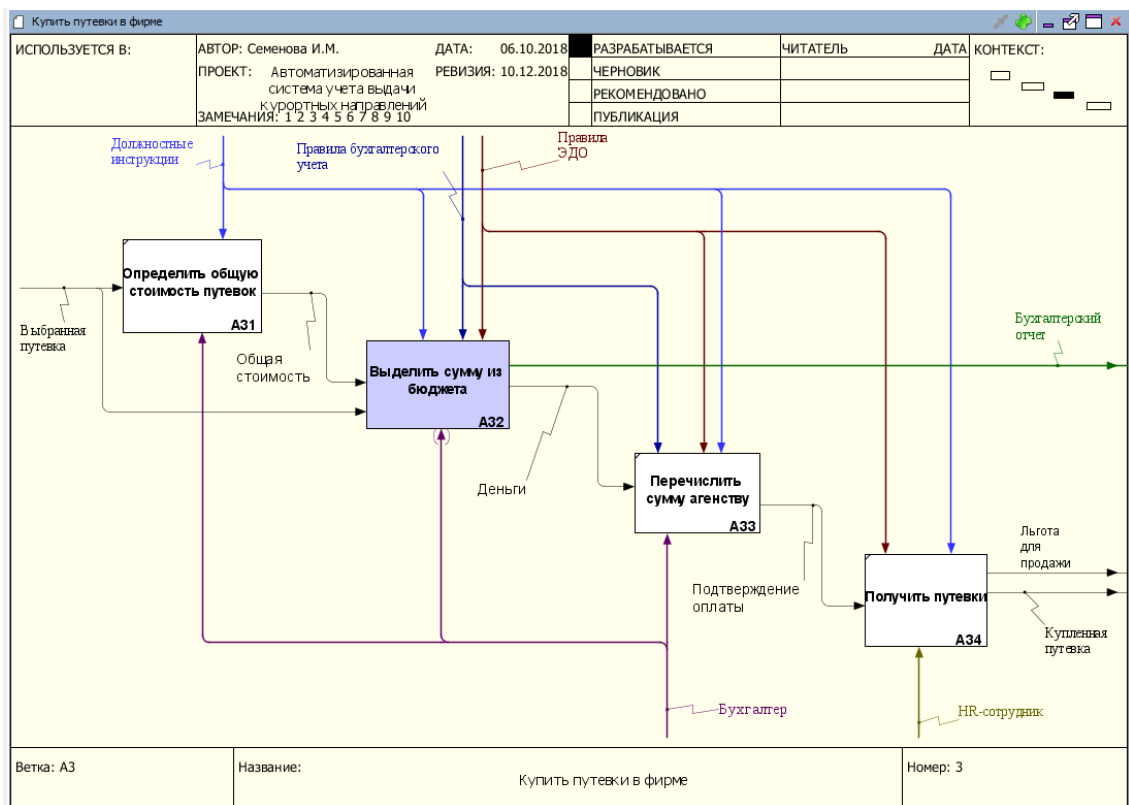 Купить путевки в фирме
ИСПОЛЬЗУЕТСЯ В:
АВТОР: Семенова И.М.
ДАТА: 06.10.2018
ПРОЕКТ: Автоматизированная
система учета выдачи
курортных направлений
РЕВИЗИЯ: 10.12.2018
ЗАМЕЧАНИЯ: 1 2 3 4 5 6 7 8 9 10
РАЗРАБАТЫВАЕТСЯ
ЧЕРНОВИК
РЕКОМЕНДОВАНО
ПУБЛИКАЦИЯ
ЧИТАТЕЛЬ
ДАТА
КОНТЕКСТ:
Должностные
инструкции
Правила бухгалтерского
учета
Правила
ЭДО
Определить общую
стоимость путевок
A31
Выбранная
путевка
Общая
стоимость
Выделить сумму из
бюджета
A32
Бухгалтерский
отчет
Деньги
Перечислить
сумму агенству
A33
Подтверждение
оплаты
Льгота
для
продажи
Получить путевки
A34
Купленная
путевка
Бухгалтер
HR-сотрудник
Ветка: A3
Название:
Купить путевки в фирме
Номер: 3